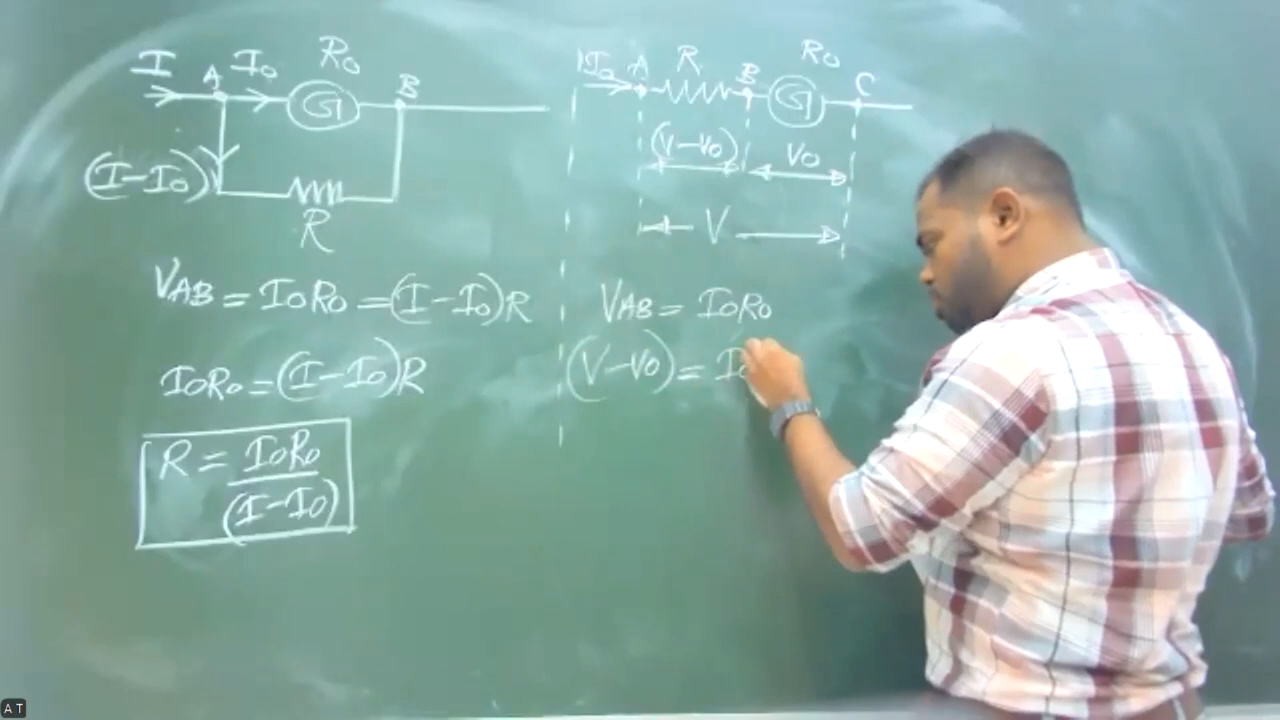 I
A
I₀
R₀
G
B
(I-I₀)
R
V_AB = I₀R₀ = (I-I₀)R
I₀R₀ = (I-I₀)R
R = I₀R₀
(I-I₀)
I₀
A
R
B
R₀
G
C
(V-V₀)
V₀
V
V_AB = I₀R₀
(V-V₀) = I
A T